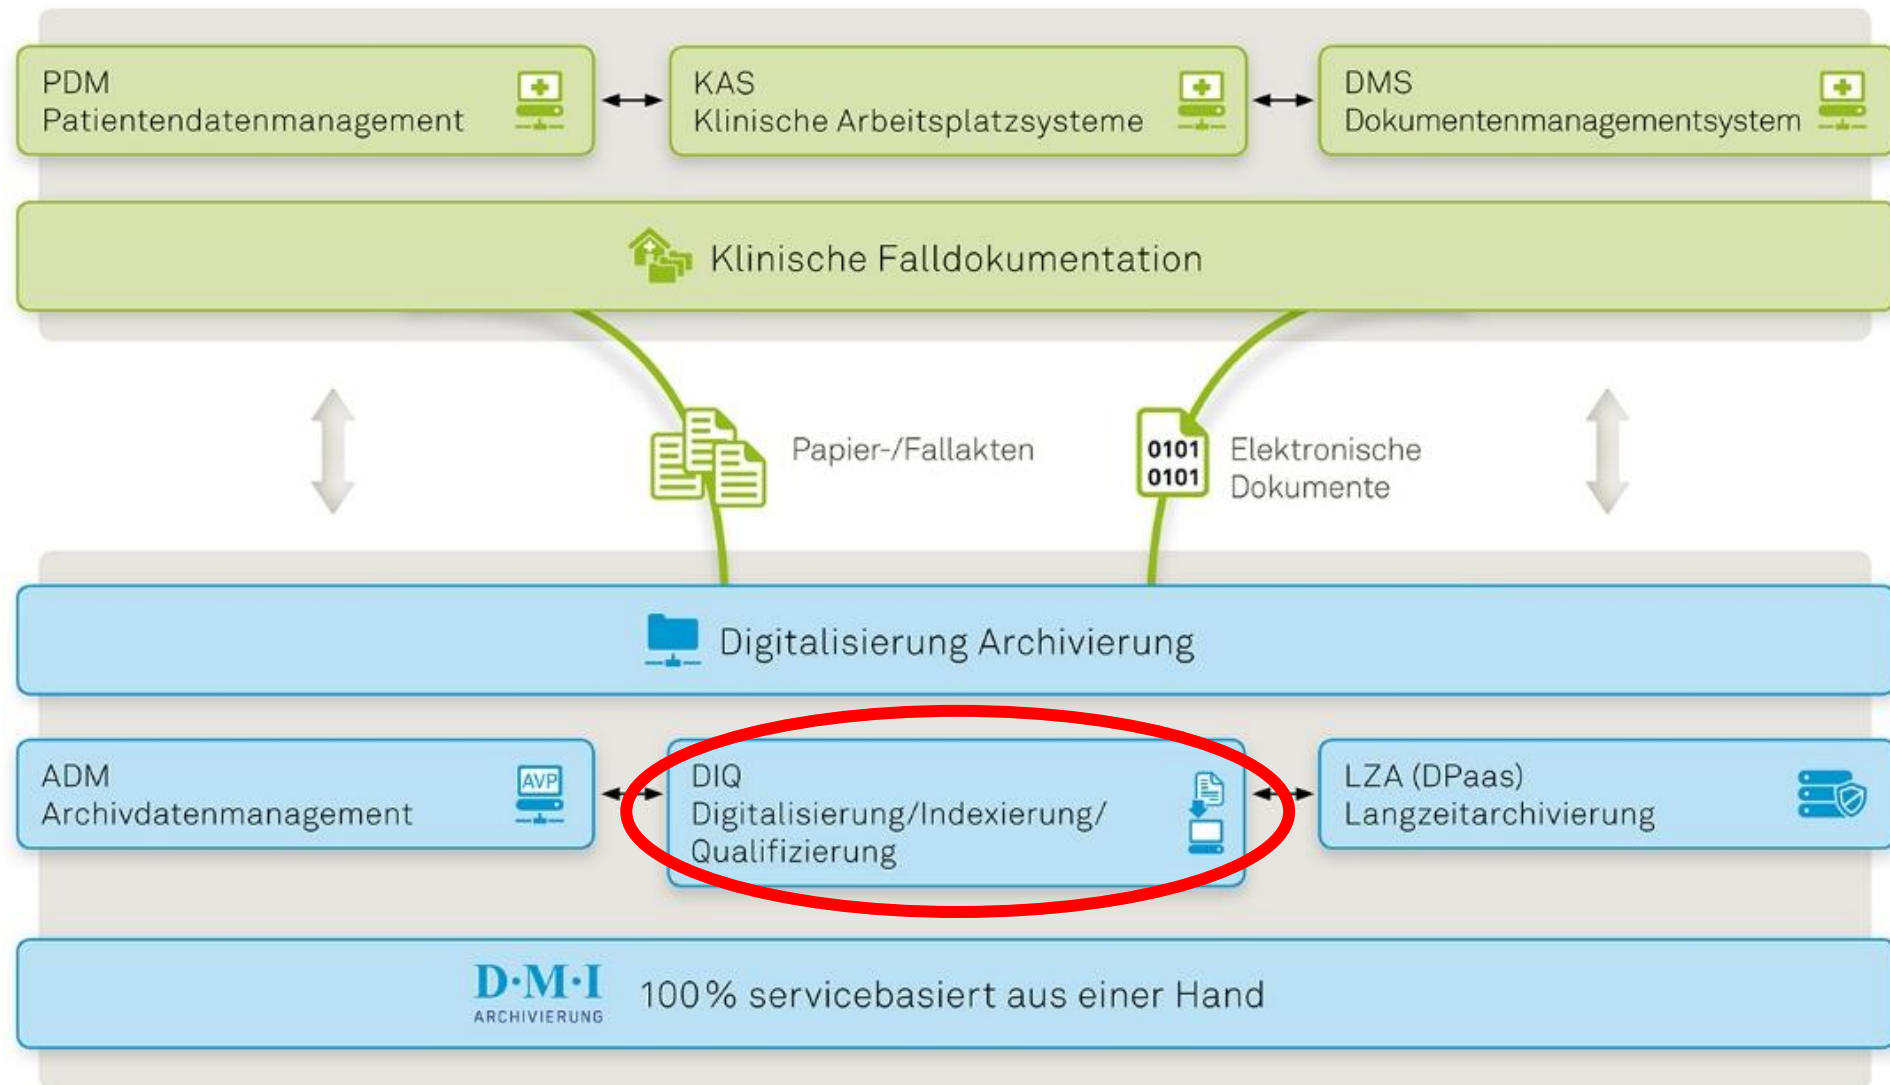 PDM
Patientendatenmanagement
KAS
Klinische Arbeitsplatzsysteme
DMS
Dokumentenmanagementsystem
Klinische Falldokumentation
Papier-/Fallakten
0101
0101
Elektronische
Dokumente
Digitalisierung Archivierung
ADM
Archivdatenmanagement
AVP
DIQ
Digitalisierung/Indexierung/
Qualifizierung
LZA (DPaas)
Langzeitarchivierung
D·M·I
ARCHIVIERUNG
100% servicebasiert aus einer Hand